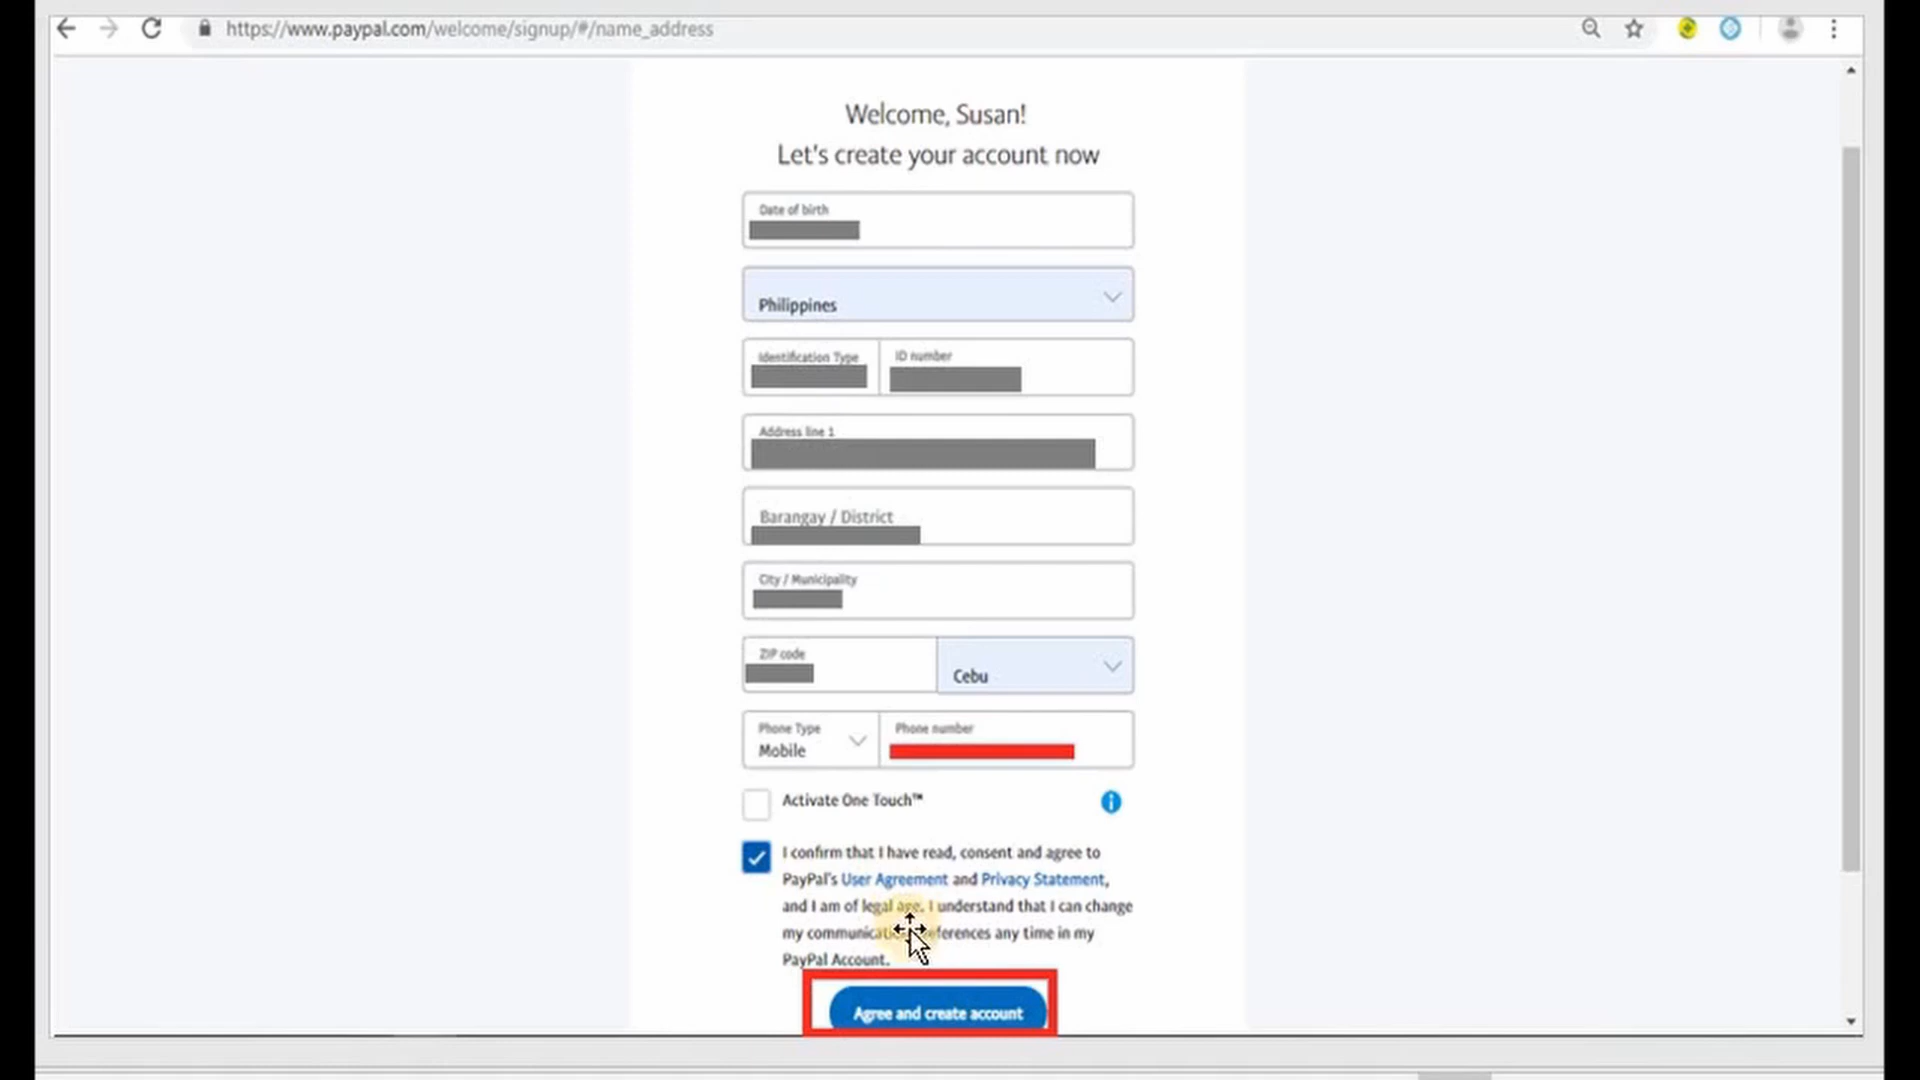 https://www.paypal.com/welcome/signup/#/name_address
Welcome, Susan!
Let's create your account now
Date of birth
Philippines
Identification Type
ID number
Address line 1
Barangay / District
City / Municipality
ZIP code
Cebu
Phone Type
Mobile
Phone number
Activate One Touch™
I confirm that I have read, consent and agree to
PayPal's User Agreement and Privacy Statement,
and I am of legal age. I understand that I can change
my any time in my
PayPal Account.
Agree and create account